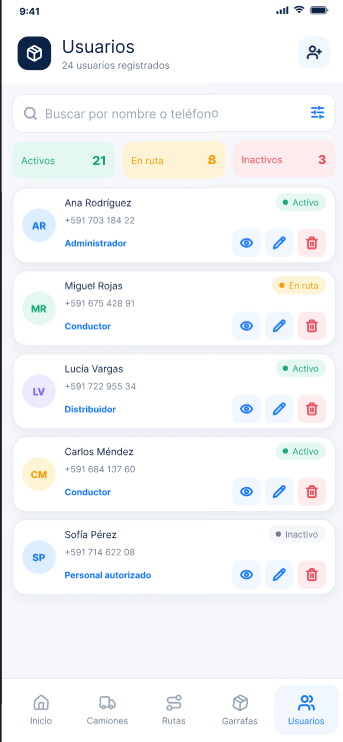 9:41
Usuarios
24 usuarios registrados
Buscar por nombre o teléfono
Activos 21
En ruta 8
Inactivos 3
Ana Rodríguez
Activo
AR
+591 703 184 22
Administrador
Miguel Rojas
En ruta
MR
+591 675 428 91
Conductor
Lucía Vargas
Activo
LV
+591 722 955 34
Distribuidor
Carlos Méndez
Activo
CM
+591 684 137 60
Conductor
Sofía Pérez
Inactivo
SP
+591 714 622 08
Personal autorizado
Inicio Camiones Rutas Garrafas Usuarios